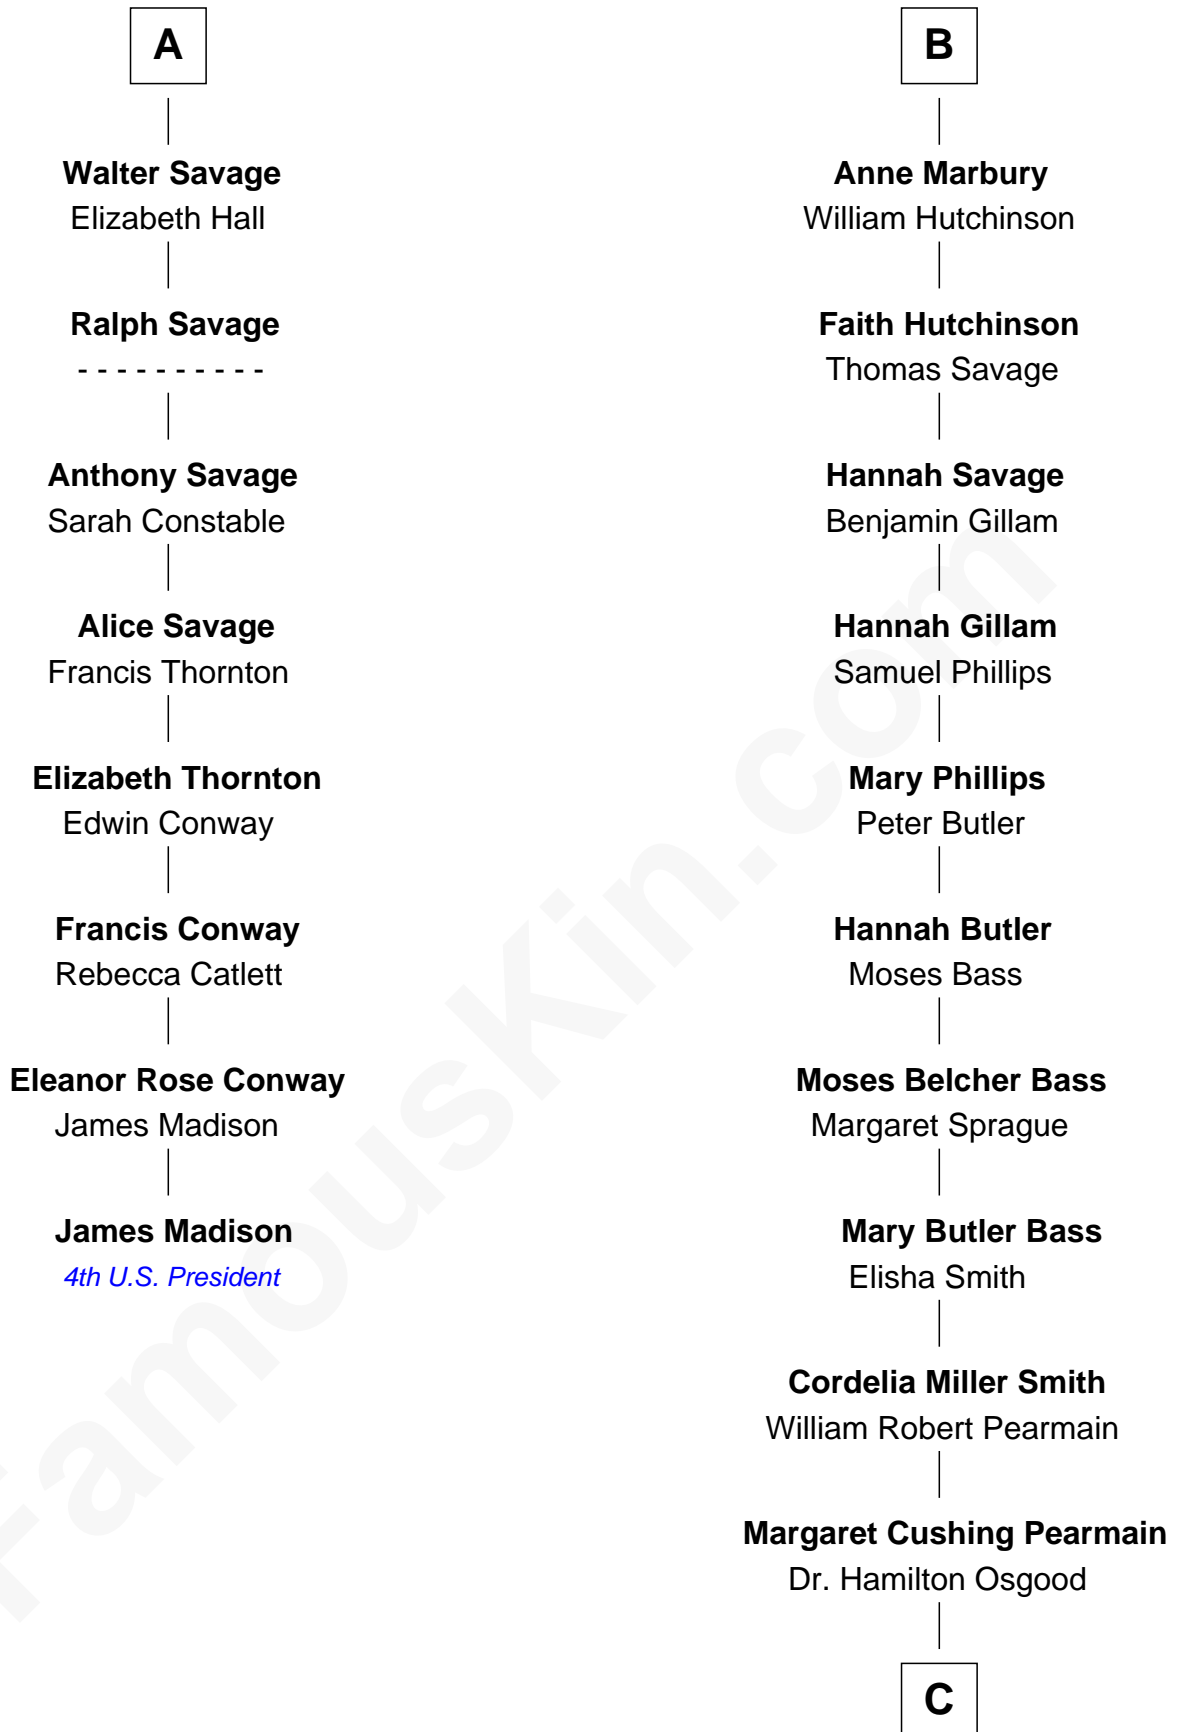 A
Walter Savage
Elizabeth Hall
Ralph Savage
- - - - - - - - - -
Anthony Savage
Sarah Constable
Alice Savage
Francis Thornton
Elizabeth Thornton
Edwin Conway
Francis Conway
Rebecca Catlett
Eleanor Rose Conway
James Madison
James Madison
4th U.S. President
B
Anne Marbury
William Hutchinson
Faith Hutchinson
Thomas Savage
Hannah Savage
Benjamin Gillam
Hannah Gillam
Samuel Phillips
Mary Phillips
Peter Butler
Hannah Butler
Moses Bass
Moses Belcher Bass
Margaret Sprague
Mary Butler Bass
Elisha Smith
Cordelia Miller Smith
William Robert Pearmain
Margaret Cushing Pearmain
Dr. Hamilton Osgood
C
FamousKin.com